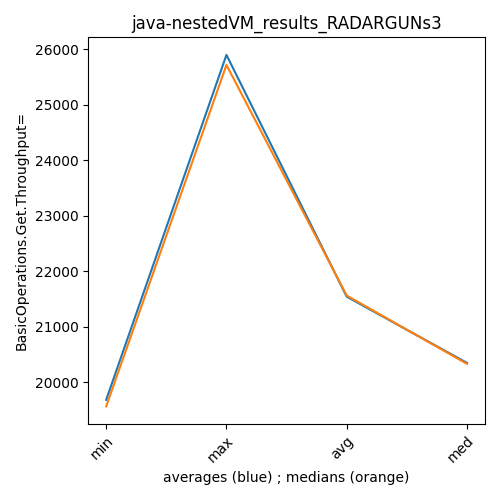 java-nestedVM_results_RADARGUNs3
26000
25000
24000
23000
22000
21000
20000
BasicOperations.Get.Throughput=
min
max
avg
med
averages (blue) ; medians (orange)